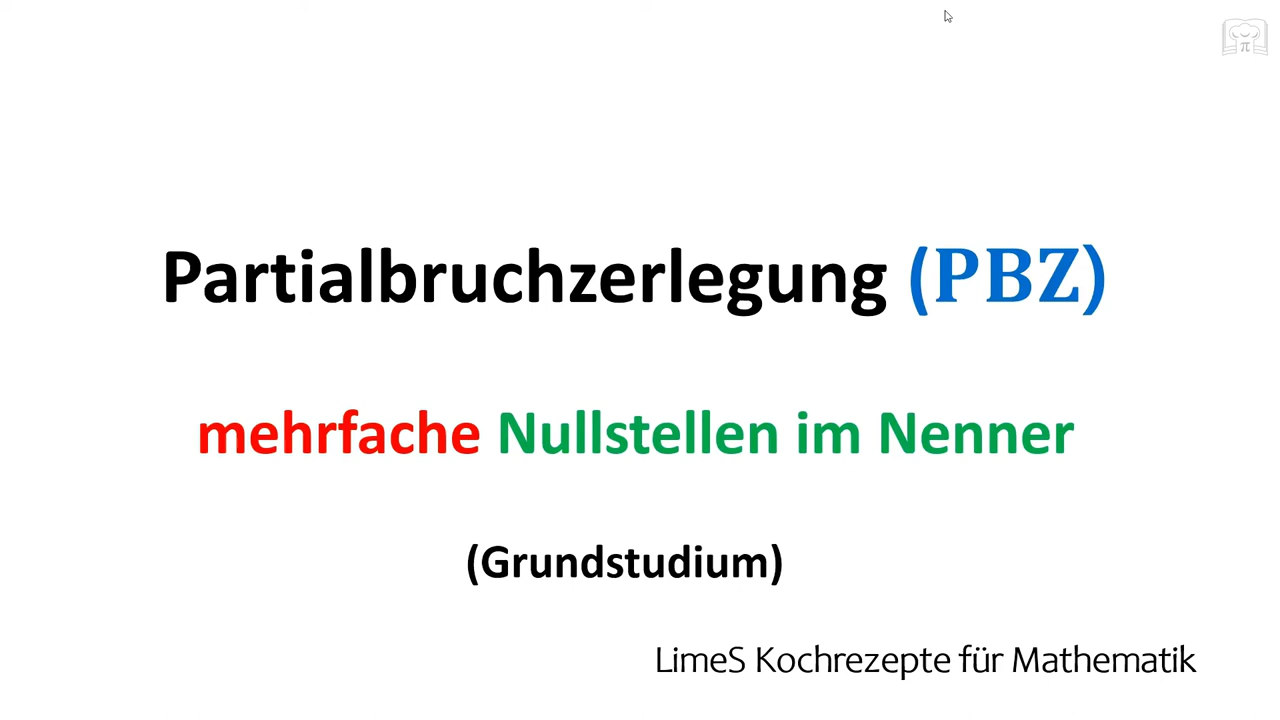 Partialbruchzerlegung (PBZ)
mehrfache Nullstellen im Nenner
(Grundstudium)
LimeS Kochrezepte für Mathematik